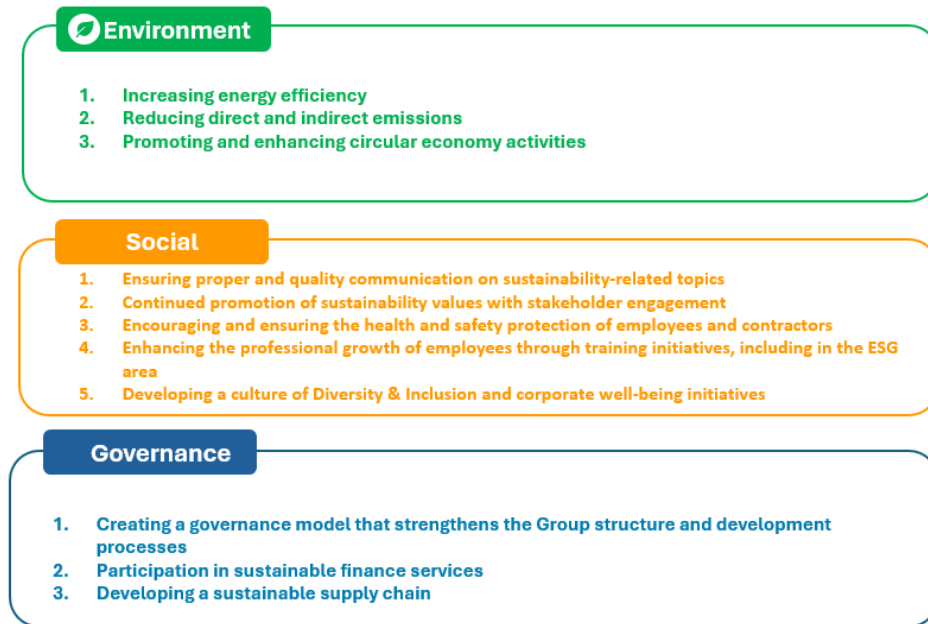 Environment
1. Increasing energy efficiency
2. Reducing direct and indirect emissions
3. Promoting and enhancing circular economy activities
Social
1. Ensuring proper and quality communication on sustainability-related topics
2. Continued promotion of sustainability values with stakeholder engagement
3. Encouraging and ensuring the health and safety protection of employees and contractors
4. Enhancing the professional growth of employees through training initiatives, including in the ESG
area
5. Developing a culture of Diversity & Inclusion and corporate well-being initiatives
Governance
1. Creating a governance model that strengthens the Group structure and development
processes
2. Participation in sustainable finance services
3. Developing a sustainable supply chain